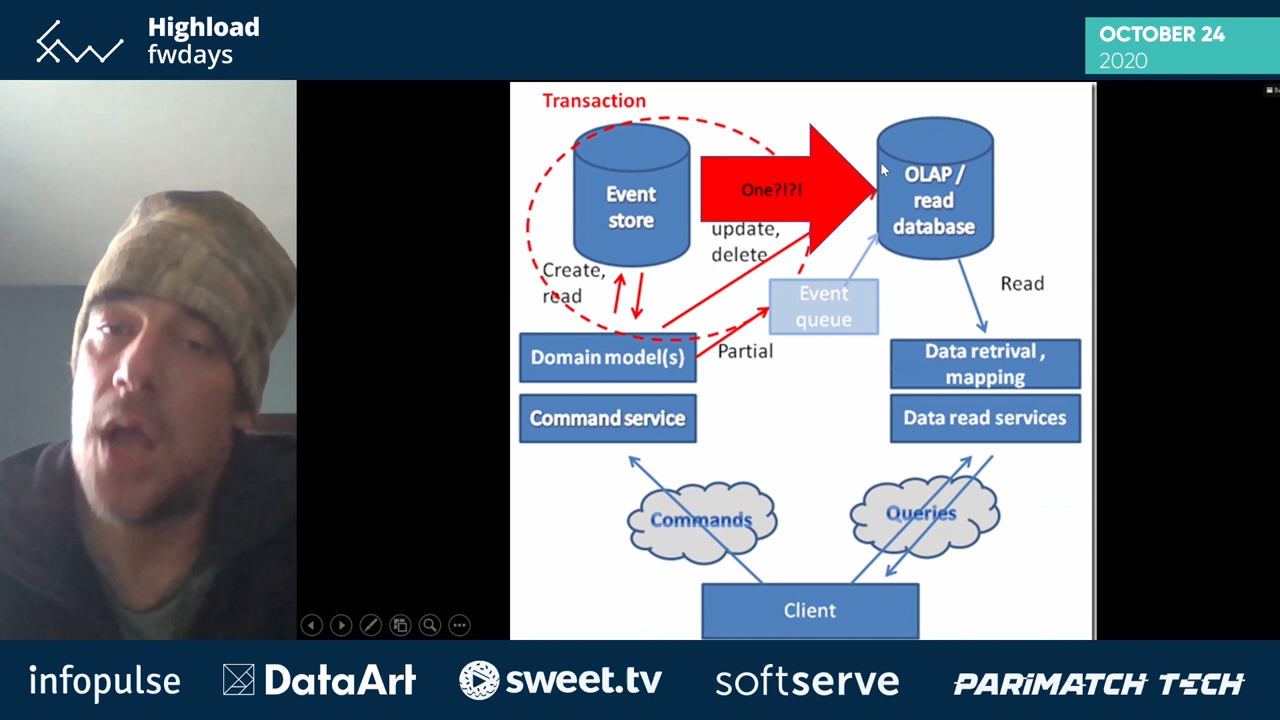 Highload
fwdays
OCTOBER 24
2020
Transaction
Event
store
One?!?!
update,
delete
OLAP /
read
database
Create,
read
Event
queue
Read
Partial
Domain model(s)
Command service
Data retrival ,
mapping
Data read services
Commands
Queries
Client
infopulse
DataArt
sweet.tv
softserve
PARIMATCH TECH